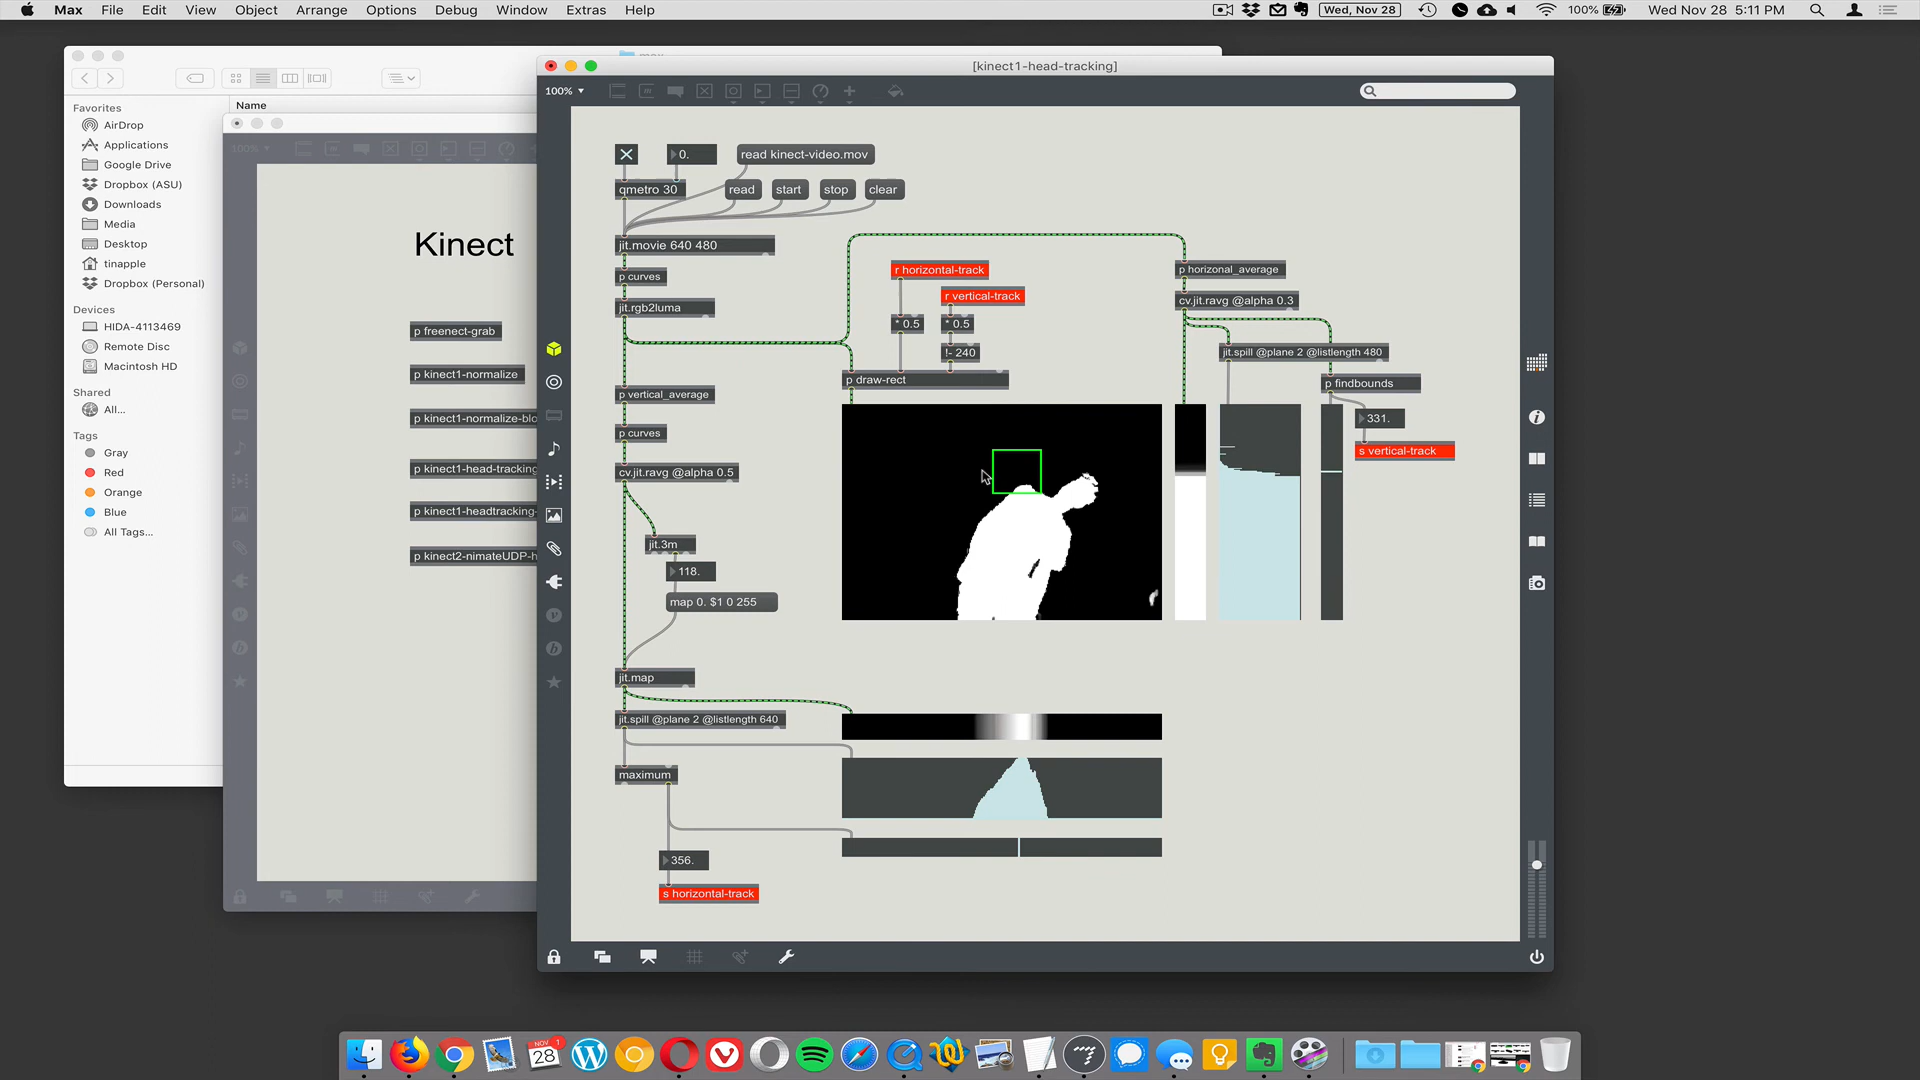 Max File Edit View Object Arrange Options Debug Window Extras Help
Wed, Nov 28 100% Wed Nov 28 5:11 PM
Favorites
AirDrop
Applications
Google Drive
Dropbox (ASU)
Downloads
Media
Desktop
tinapple
Dropbox (Personal)
Devices
HIDA-4113469
Remote Disc
Macintosh HD
Shared
All...
Tags
Gray
Red
Orange
Blue
All Tags...
Name
100%
Kinect
p freenect-grab
p kinect1-normalize
p kinect1-normalize-blo
p kinect1-head-tracking
p kinect1-headtracking-
p kinect2-nimateUDP-h
[kinect1-head-tracking]
100%
0.
read kinect-video.mov
qmetro 30
read
start
stop
clear
jit.movie 640 480
p curves
jit.rgb2luma
r horizontal-track
r vertical-track
* 0.5
* 0.5
!- 240
p draw-rect
p horizonal_average
cv.jit.ravg @alpha 0.3
jit.spill @plane 2 @listlength 480
p findbounds
331.
s vertical-track
p vertical_average
p curves
cv.jit.ravg @alpha 0.5
jit.3m
118.
map 0. $1 0 255
jit.map
jit.spill @plane 2 @listlength 640
maximum
356.
s horizontal-track
NOV
28
1